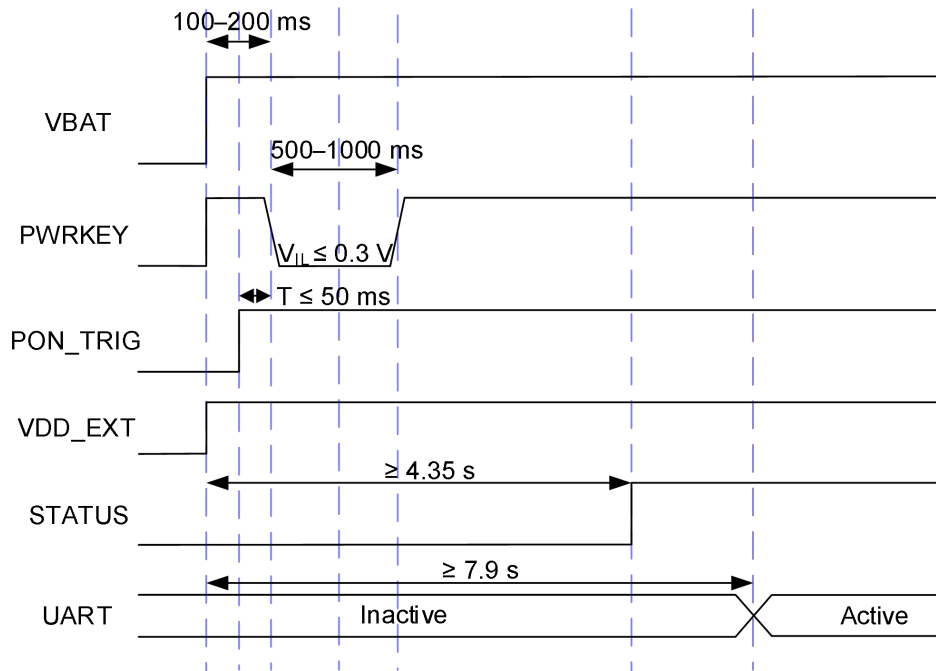 100–200 ms
VBAT
500–1000 ms
PWRKEY
VIL ≤ 0.3 V
T ≤ 50 ms
PON_TRIG
VDD_EXT
≥ 4.35 s
STATUS
≥ 7.9 s
UART Inactive Active